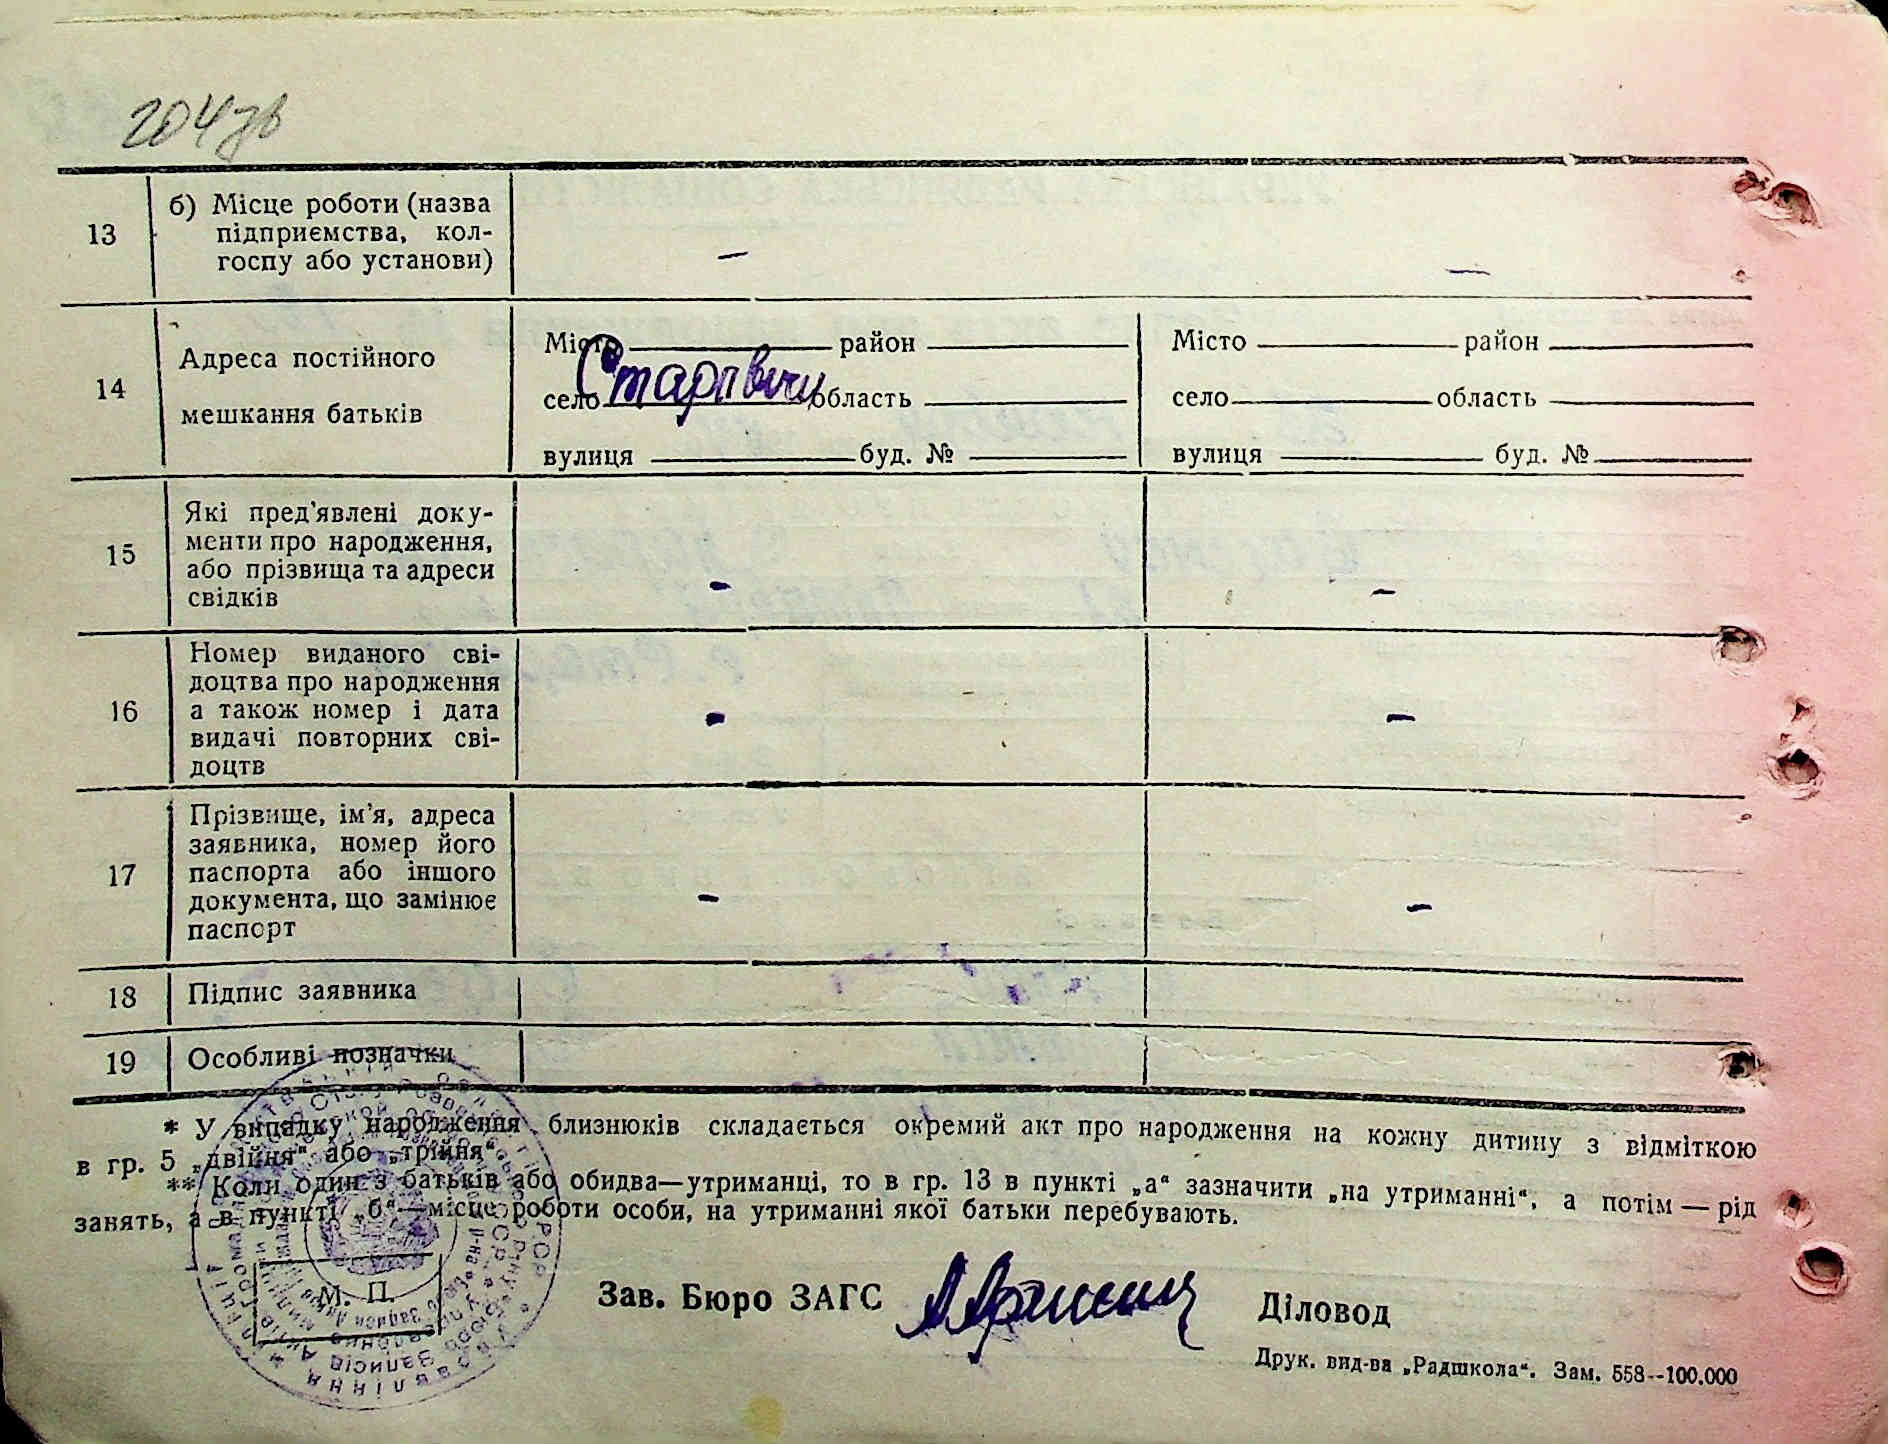 204зв
13
б) Місце роботи (назва
підприємства, кол-
госпу або установи)
— —
14
Адреса постійного
мешкання батьків
Місто район
село Старівичи область
вулиця буд. №
Місто район
село область
вулиця буд. №
15
Які пред'явлені доку-
менти про народження,
або прізвища та адреси
свідків
— —
16
Номер виданого сві-
доцтва про народження
а також номер і дата
видачі повторних сві-
доцтв
— —
17
Прізвище, ім'я, адреса
заявника, номер його
паспорта або іншого
документа, що замінює
паспорт
— —
18 Підпис заявника
19 Особливі позначки
* У випадку народження близнюків складається окремий акт про народження на кожну дитину з відміткою
в гр. 5 „двійня“ або „трійня“.
** Коли один з батьків або обидва—утриманці, то в гр. 13 в пункті „а“ зазначити „на утриманні“, а потім — рід
занять, а в пункті „б“—місце роботи особи, на утриманні якої батьки перебувають.
М. П.
Зав. Бюро ЗАГС
Діловод
Друк. вид-ва „Радшкола“. Зам. 558--100.000